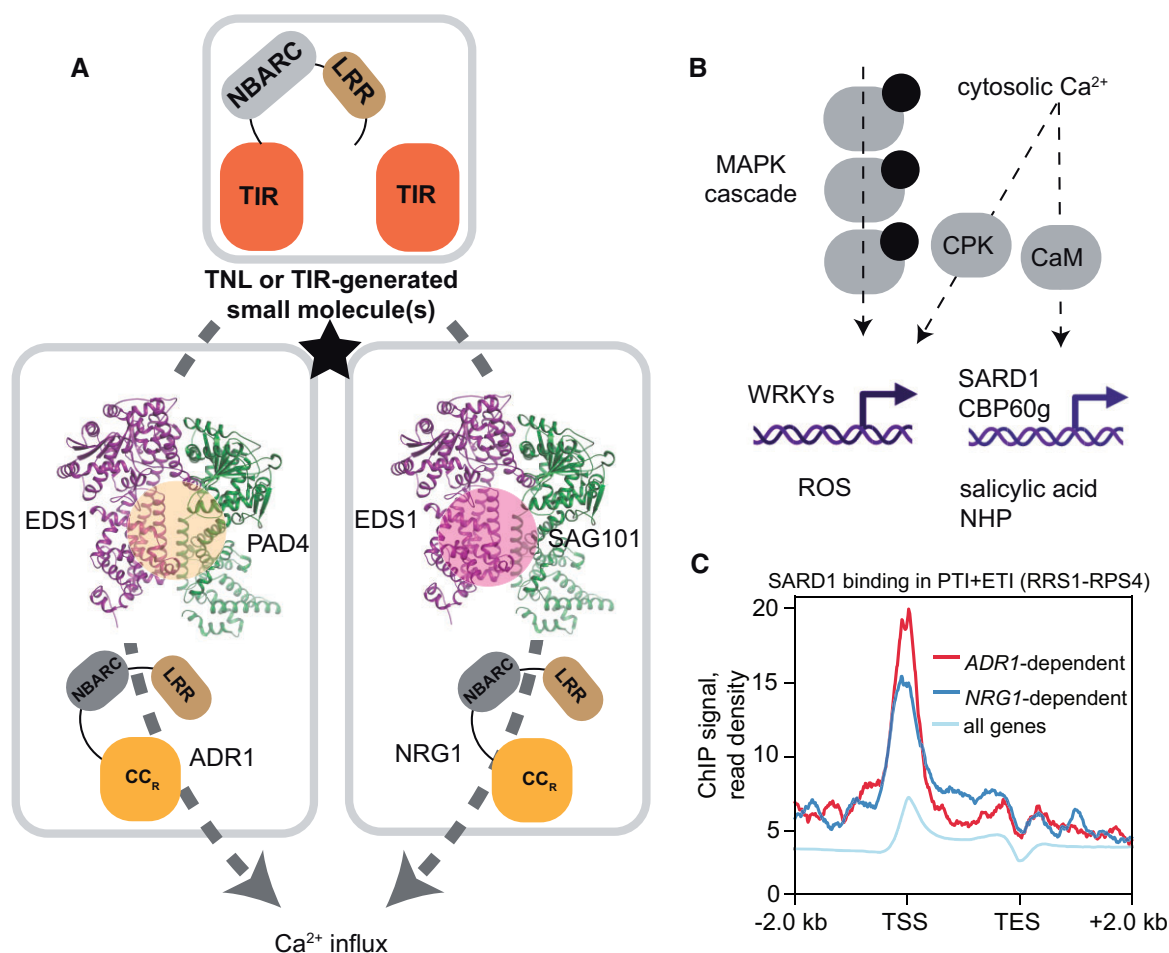 A
NBARC
LRR
TIR
TIR
TNL or TIR-generated
small molecule(s)
EDS1
PAD4
EDS1
SAG101
NBARC
LRR
CCR
ADR1
NBARC
LRR
CCR
NRG1
Ca2+ influx
B
cytosolic Ca2+
MAPK
cascade
CPK
CaM
WRKYs
SARD1
CBP60g
ROS
salicylic acid
NHP
C
SARD1 binding in PTI+ETI (RRS1-RPS4)
ChIP signal,
read density
20
15
10
5
0
ADR1-dependent
NRG1-dependent
all genes
-2.0 kb
TSS
TES
+2.0 kb